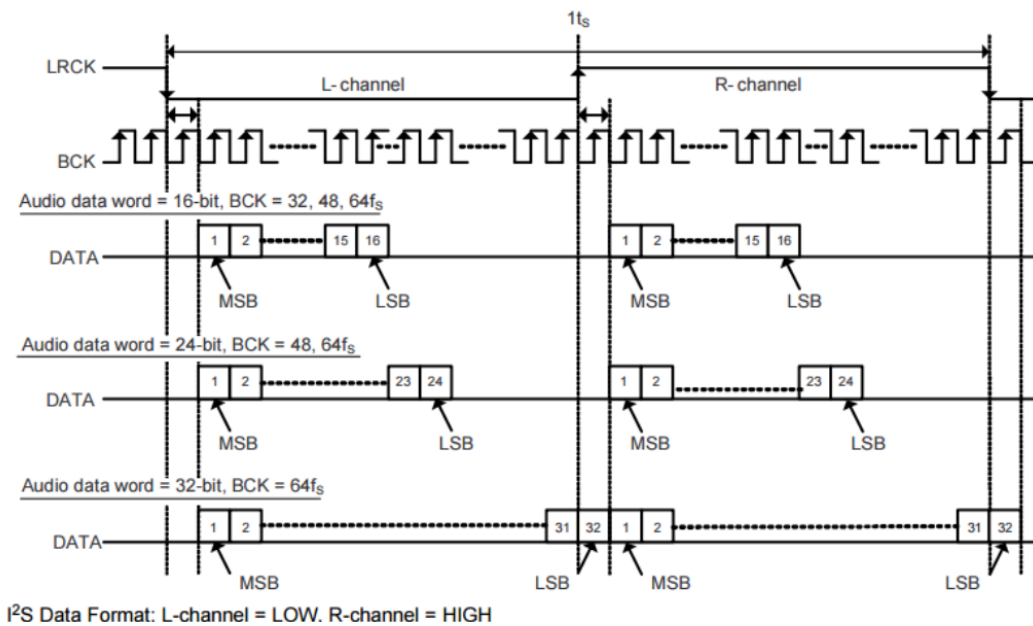 1tₛ
LRCK
L- channel R- channel
BCK
Audio data word = 16-bit, BCK = 32, 48, 64fₛ
DATA 1 2 15 16 1 2 15 16
MSB LSB MSB LSB
Audio data word = 24-bit, BCK = 48, 64fₛ
DATA 1 2 23 24 1 2 23 24
MSB LSB MSB LSB
Audio data word = 32-bit, BCK = 64fₛ
DATA 1 2 31 32 1 2 31 32
MSB LSB MSB LSB
I²S Data Format: L-channel = LOW, R-channel = HIGH